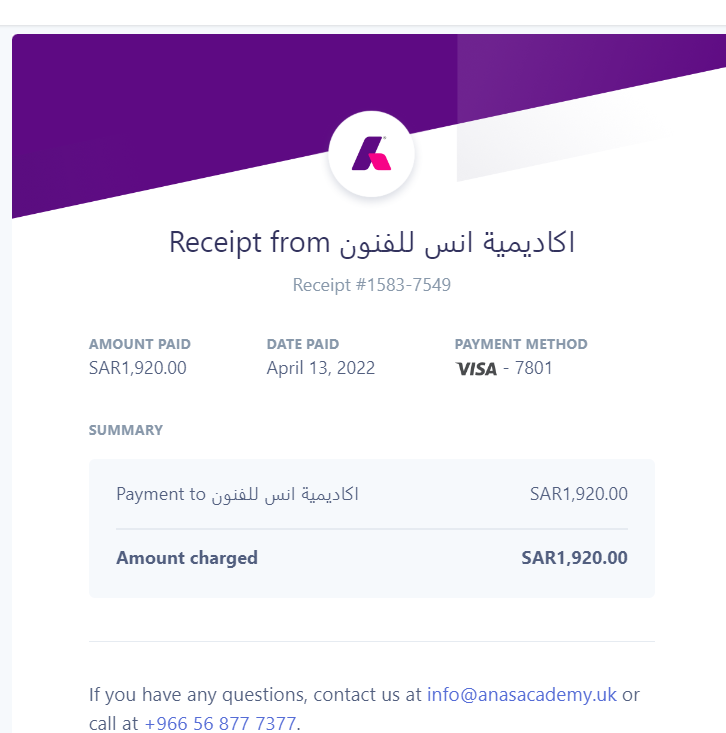 Receipt from اكاديمية انس للفنون
Receipt #1583-7549
AMOUNT PAID DATE PAID PAYMENT METHOD
SAR1,920.00 April 13, 2022 VISA - 7801
SUMMARY
Payment to اكاديمية انس للفنون SAR1,920.00
Amount charged SAR1,920.00
If you have any questions, contact us at info@anasacademy.uk or
call at +966 56 877 7377.